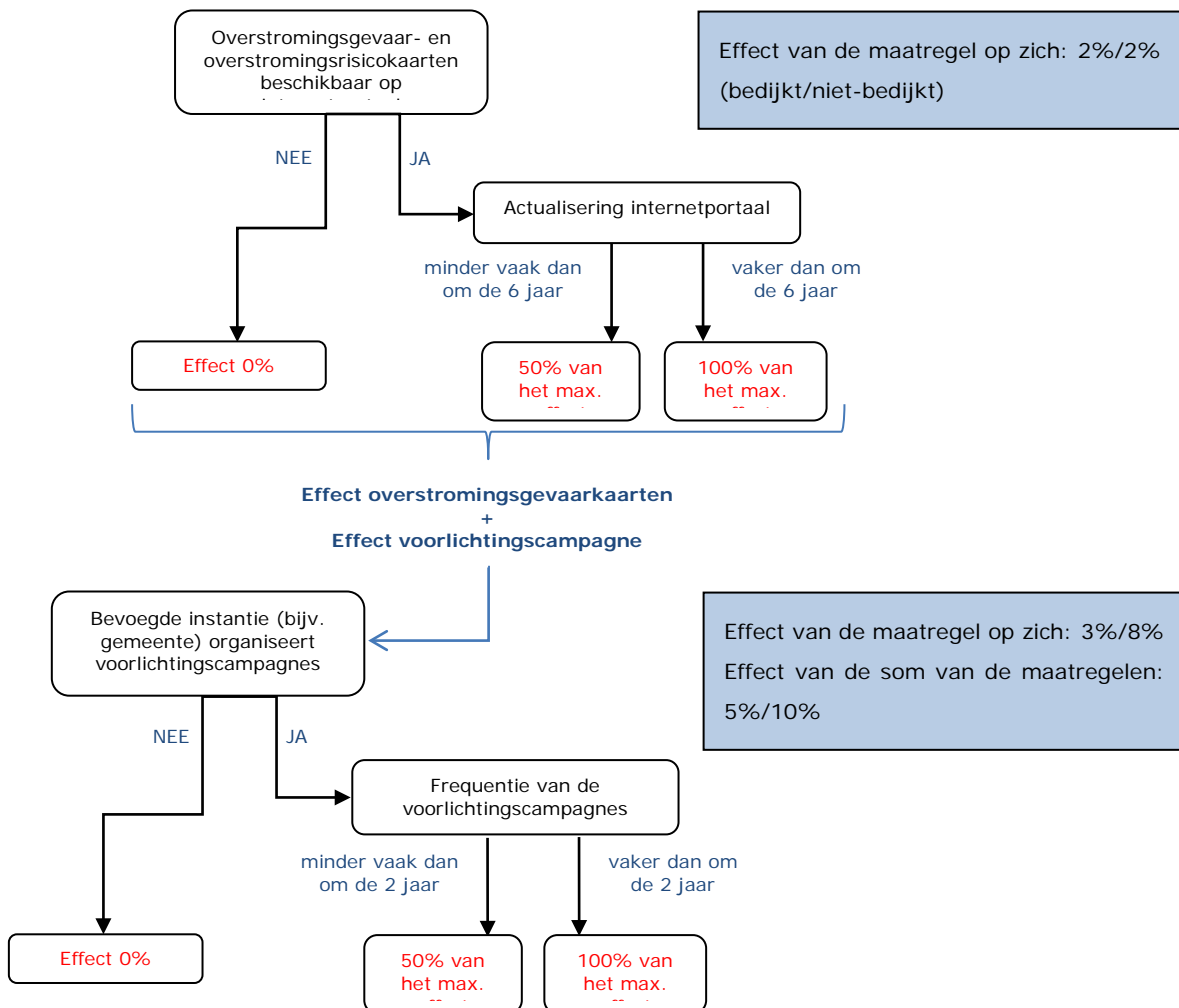 Overstromingsgevaar- en
overstromingsrisicokaarten
beschikbaar op
Effect van de maatregel op zich: 2%/2%
(bedijkt/niet-bedijkt)
NEE
JA
Actualisering internetportaal
minder vaak dan
om de 6 jaar
vaker dan om
de 6 jaar
Effect 0%
50% van
het max.
100% van
het max.
Effect overstromingsgevaarkaarten
+
Effect voorlichtingscampagne
Bevoegde instantie (bijv.
gemeente) organiseert
voorlichtingscampagnes
Effect van de maatregel op zich: 3%/8%
Effect van de som van de maatregelen:
5%/10%
NEE
JA
Frequentie van de
voorlichtingscampagnes
minder vaak dan
om de 2 jaar
vaker dan om
de 2 jaar
Effect 0%
50% van
het max.
100% van
het max.